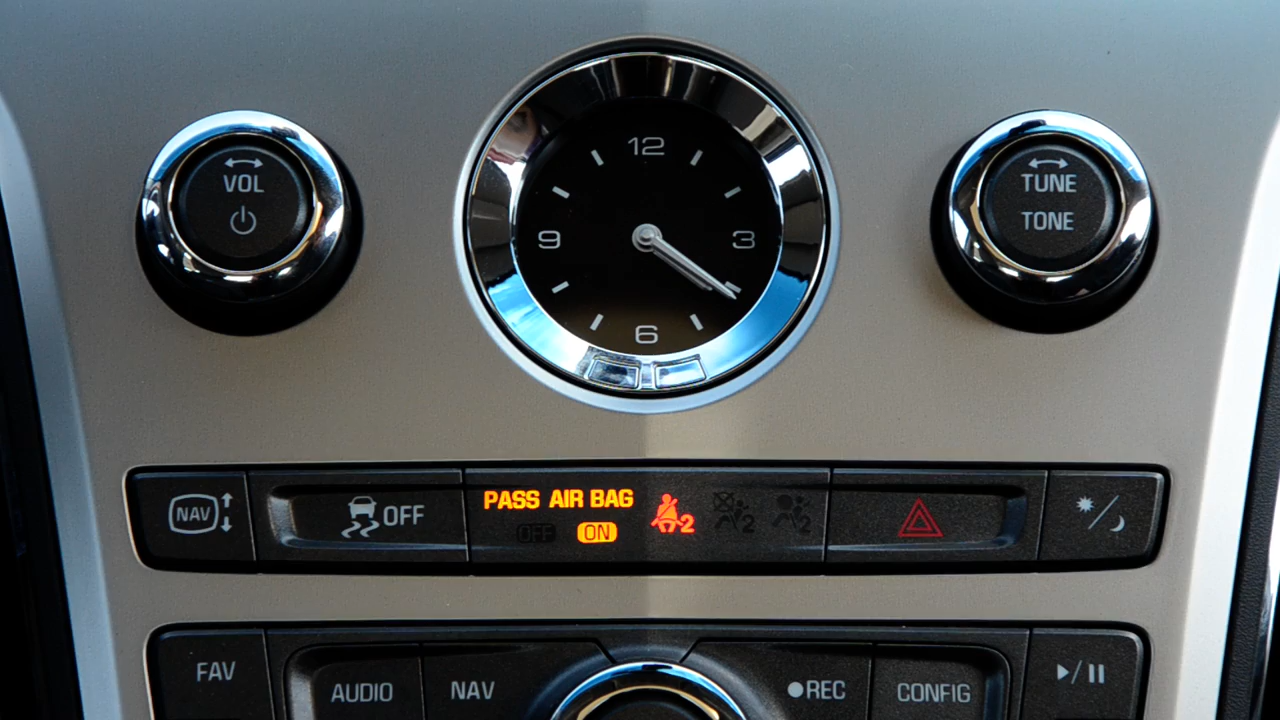 VOL
12
9
3
6
TUNE
TONE
NAV
OFF
PASS AIR BAG
OFF ON
2
2
2
FAV
AUDIO
NAV
REC
CONFIG